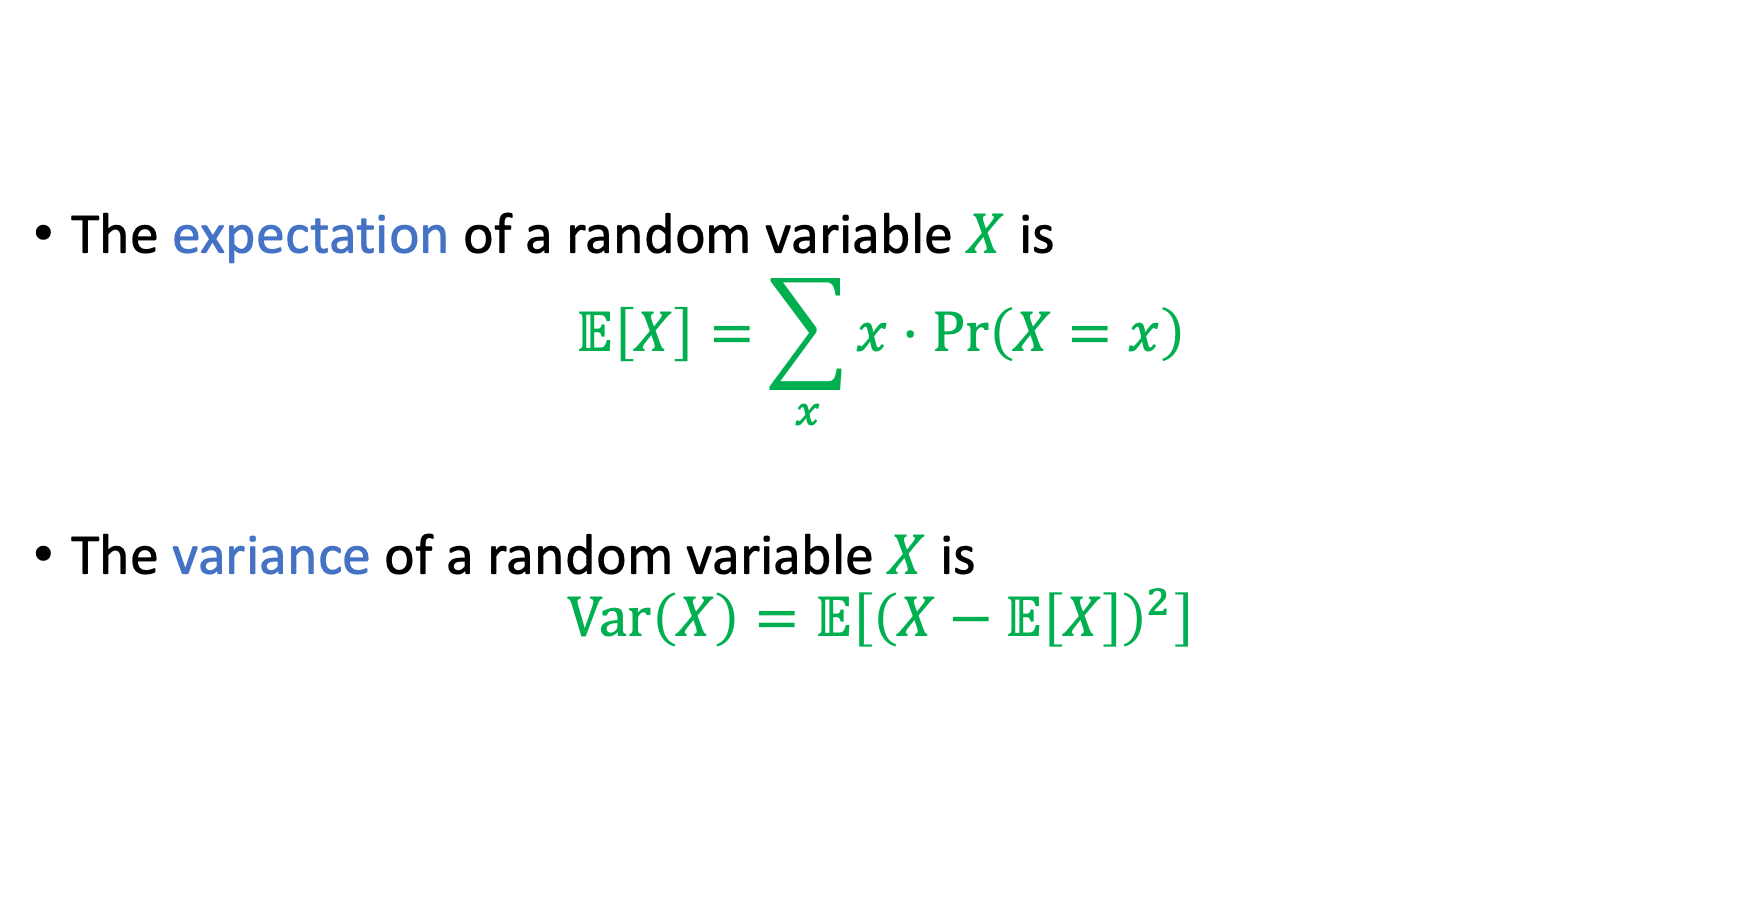 • The expectation of a random variable X is
𝔼[X] = ∑ x · Pr(X = x)
x
• The variance of a random variable X is
Var(X) = 𝔼[(X − 𝔼[X])²]